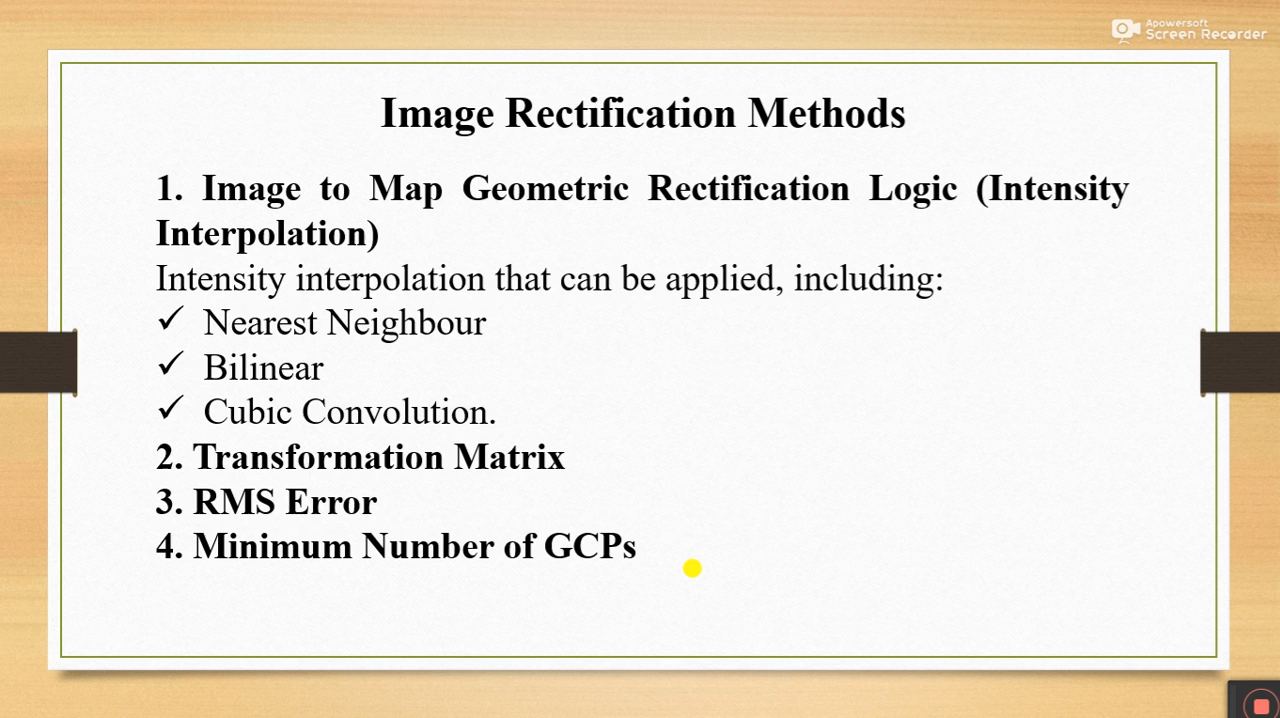 Apowersoft
Screen Recorder
Image Rectification Methods
1. Image to Map Geometric Rectification Logic (Intensity
Interpolation)
Intensity interpolation that can be applied, including:
✓ Nearest Neighbour
✓ Bilinear
✓ Cubic Convolution.
2. Transformation Matrix
3. RMS Error
4. Minimum Number of GCPs